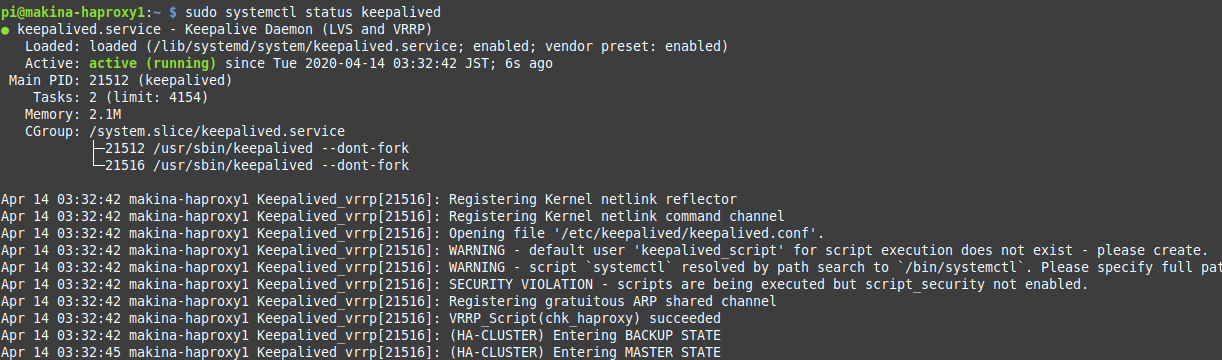 pi@makina-haproxy1:~ $ sudo systemctl status keepalived
● keepalived.service - Keepalive Daemon (LVS and VRRP)
   Loaded: loaded (/lib/systemd/system/keepalived.service; enabled; vendor preset: enabled)
   Active: active (running) since Tue 2020-04-14 03:32:42 JST; 6s ago
 Main PID: 21512 (keepalived)
    Tasks: 2 (limit: 4154)
   Memory: 2.1M
   CGroup: /system.slice/keepalived.service
           ├─21512 /usr/sbin/keepalived --dont-fork
           └─21516 /usr/sbin/keepalived --dont-fork

Apr 14 03:32:42 makina-haproxy1 Keepalived_vrrp[21516]: Registering Kernel netlink reflector
Apr 14 03:32:42 makina-haproxy1 Keepalived_vrrp[21516]: Registering Kernel netlink command channel
Apr 14 03:32:42 makina-haproxy1 Keepalived_vrrp[21516]: Opening file '/etc/keepalived/keepalived.conf'.
Apr 14 03:32:42 makina-haproxy1 Keepalived_vrrp[21516]: WARNING - default user 'keepalived_script' for script execution does not exist - please create.
Apr 14 03:32:42 makina-haproxy1 Keepalived_vrrp[21516]: WARNING - script `systemctl` resolved by path search to `/bin/systemctl`. Please specify full pat
Apr 14 03:32:42 makina-haproxy1 Keepalived_vrrp[21516]: SECURITY VIOLATION - scripts are being executed but script_security not enabled.
Apr 14 03:32:42 makina-haproxy1 Keepalived_vrrp[21516]: Registering gratuitous ARP shared channel
Apr 14 03:32:42 makina-haproxy1 Keepalived_vrrp[21516]: VRRP_Script(chk_haproxy) succeeded
Apr 14 03:32:42 makina-haproxy1 Keepalived_vrrp[21516]: (HA-CLUSTER) Entering BACKUP STATE
Apr 14 03:32:45 makina-haproxy1 Keepalived_vrrp[21516]: (HA-CLUSTER) Entering MASTER STATE